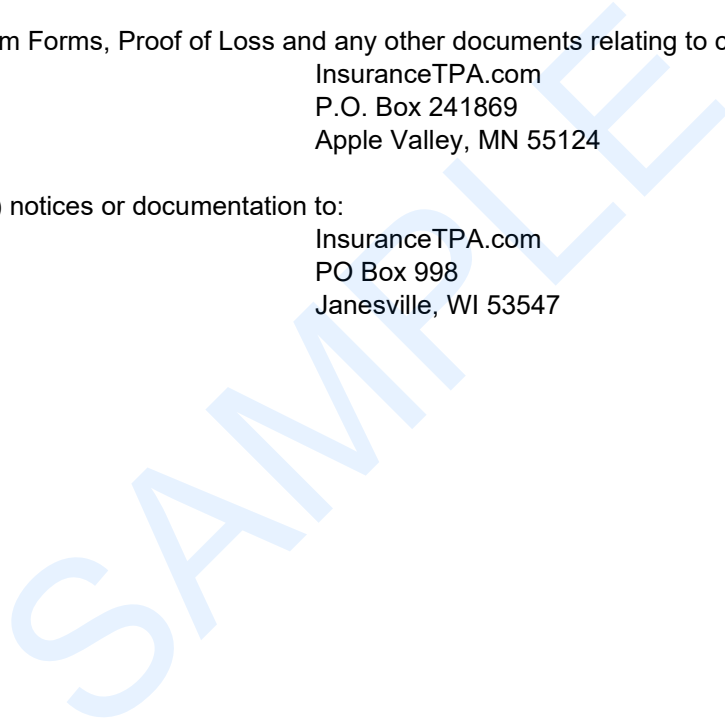 m Forms, Proof of Loss and any other documents relating to c
InsuranceTPA.com
P.O. Box 241869
Apple Valley, MN 55124
) notices or documentation to:
InsuranceTPA.com
PO Box 998
Janesville, WI 53547
SAMPLE